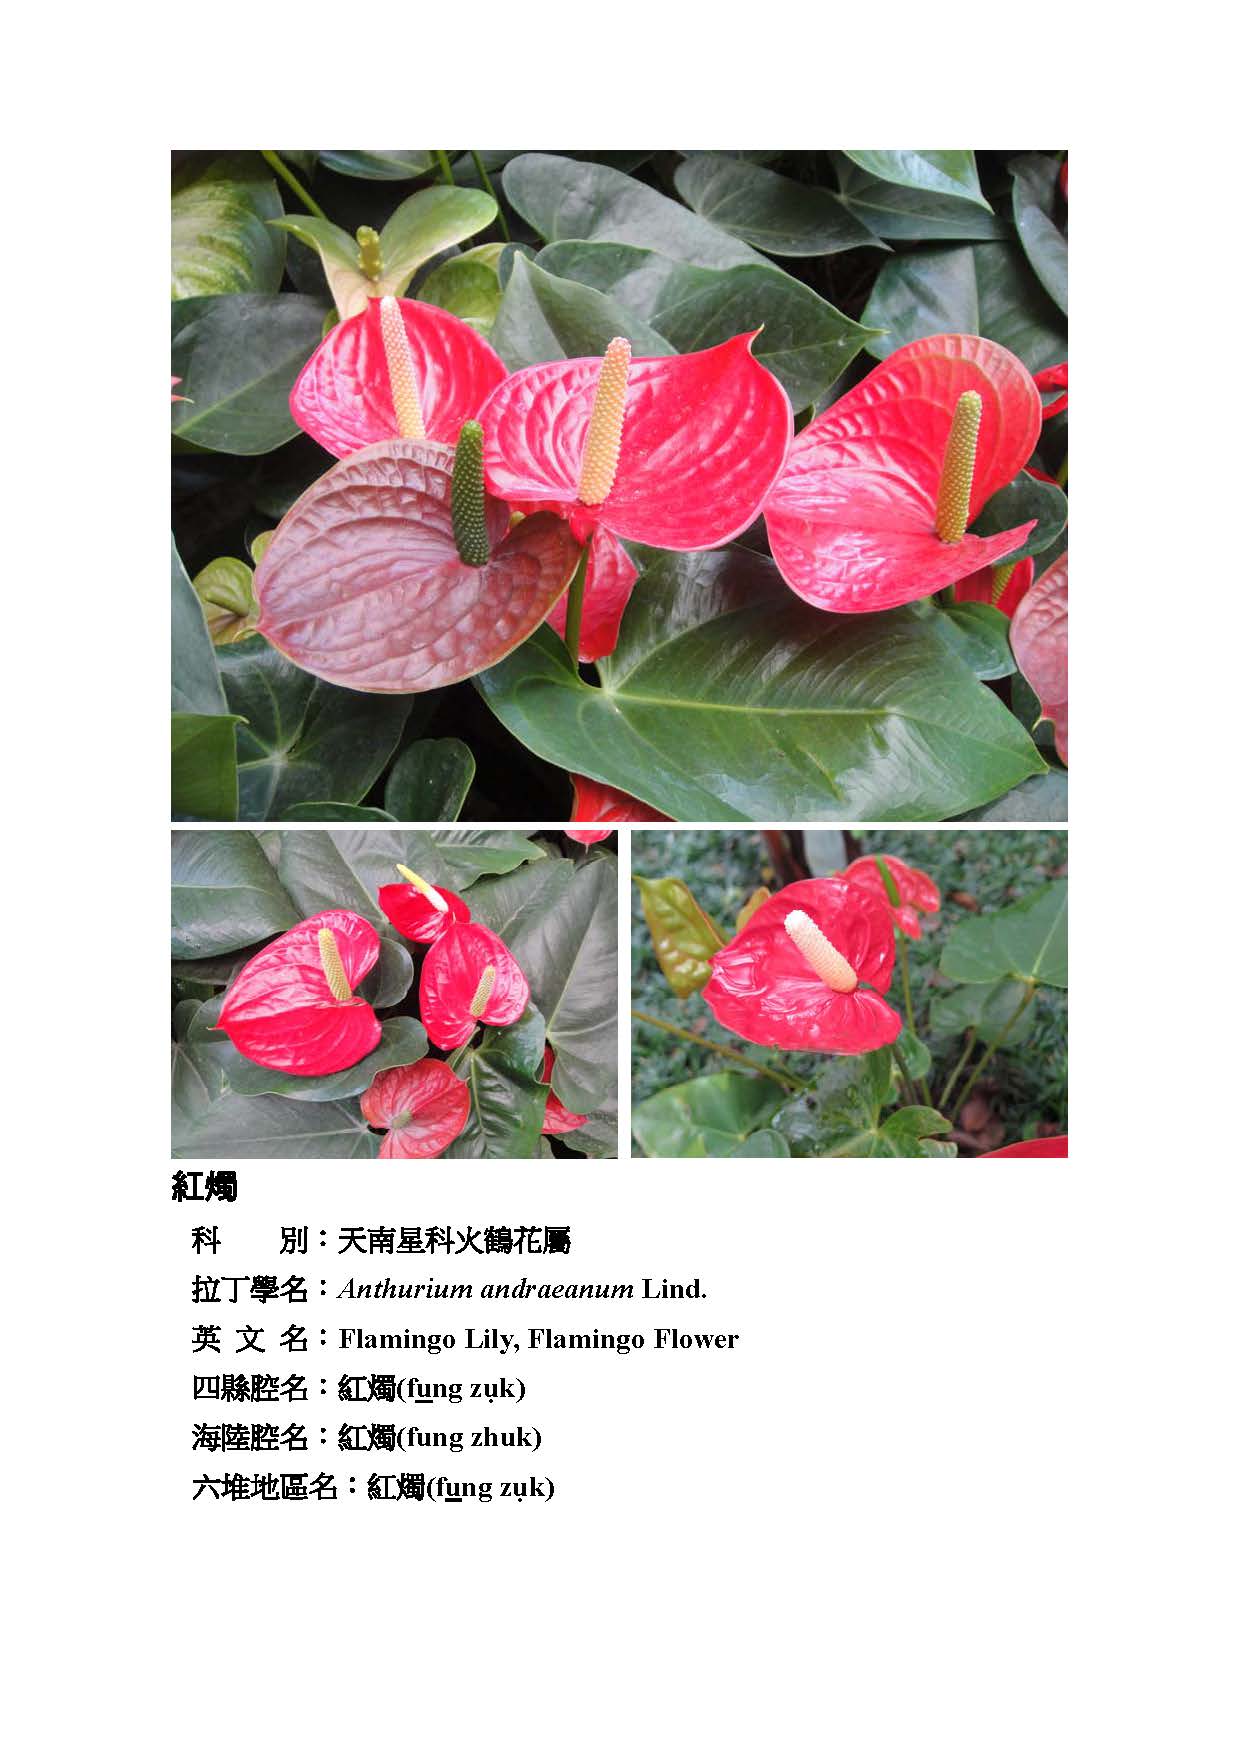 紅燭
科　　別：天南星科火鶴花屬
拉丁學名：Anthurium andraeanum Lind.
英 文 名：Flamingo Lily, Flamingo Flower
四縣腔名：紅燭(fu̲ng zụk)
海陸腔名：紅燭(fung zhuk)
六堆地區名：紅燭(fu̲ng zụk)